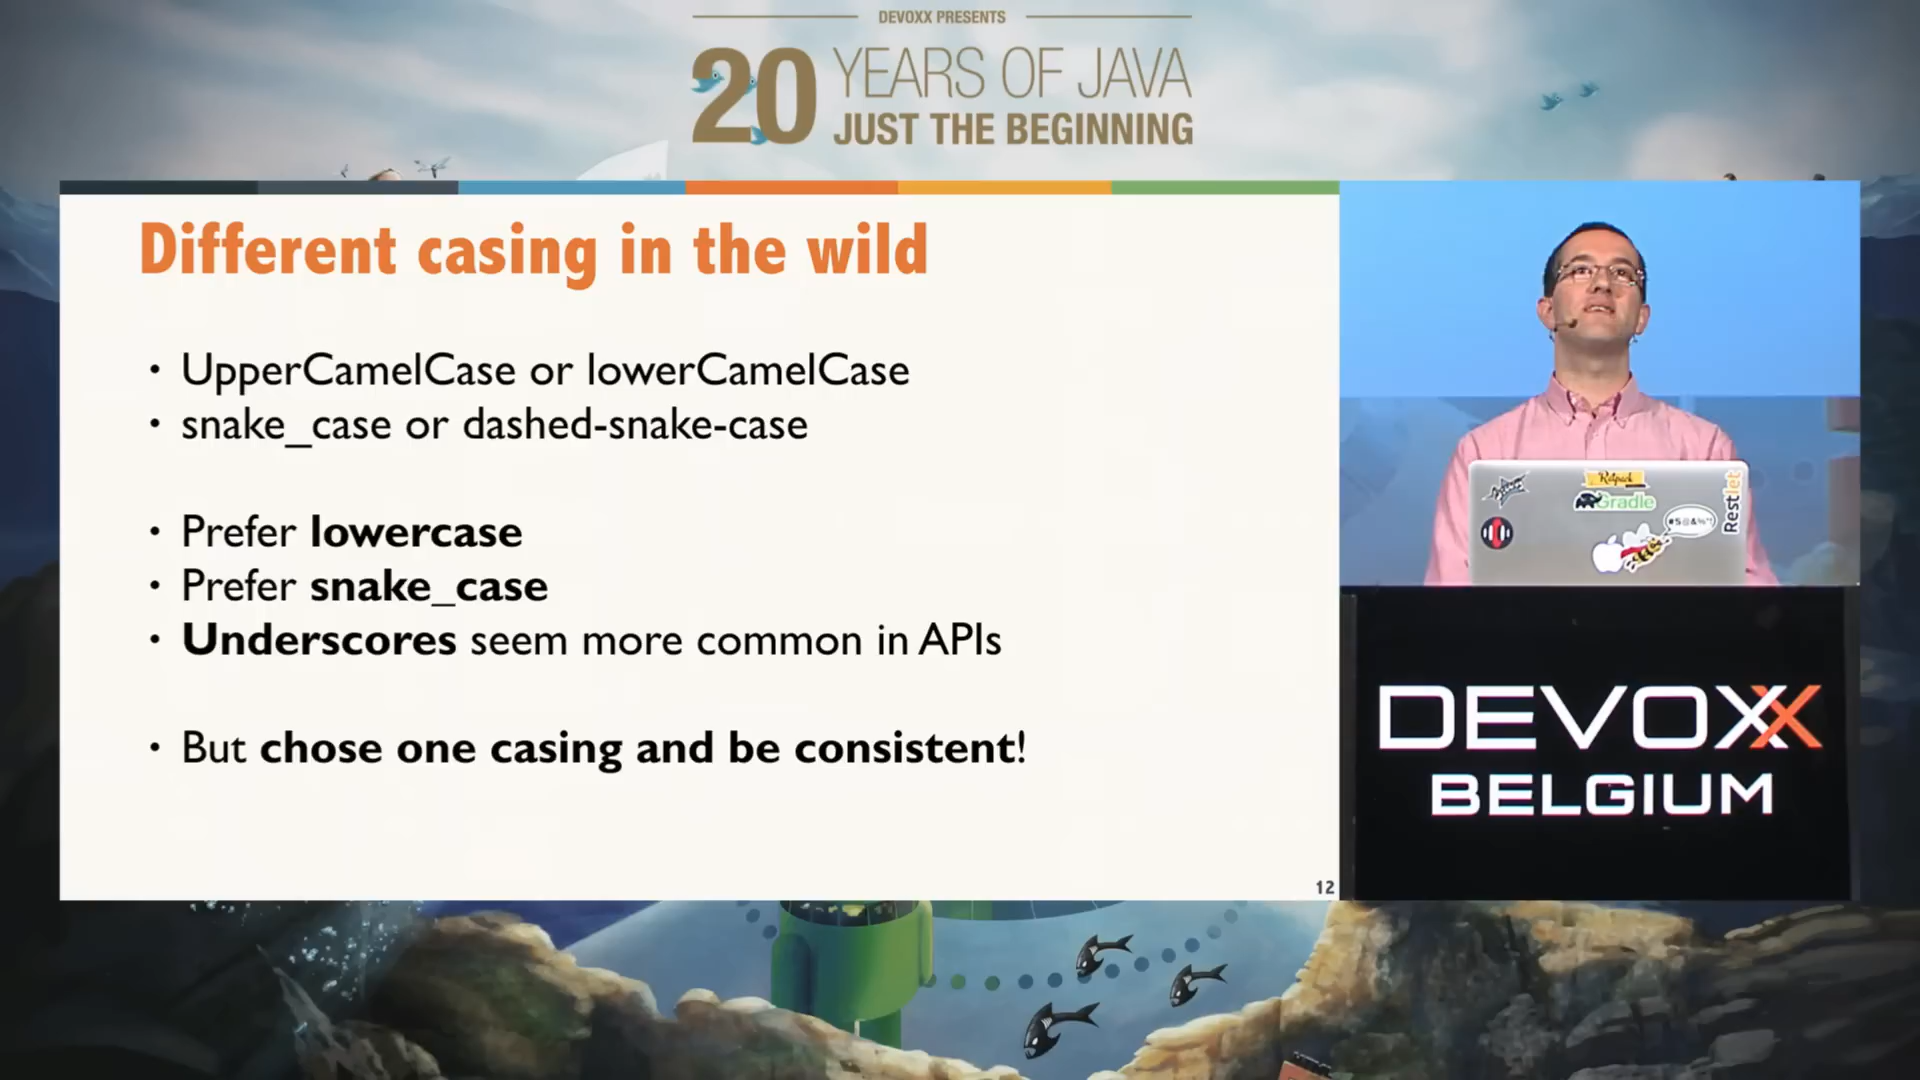 DEVOXX PRESENTS
20 YEARS OF JAVA
JUST THE BEGINNING
Different casing in the wild
• UpperCamelCase or lowerCamelCase
• snake_case or dashed-snake-case
• Prefer lowercase
• Prefer snake_case
• Underscores seem more common in APIs
• But chose one casing and be consistent!
12
Ratpack
Gradle
#$@&%*!
Restlet
DEVOXX
BELGIUM